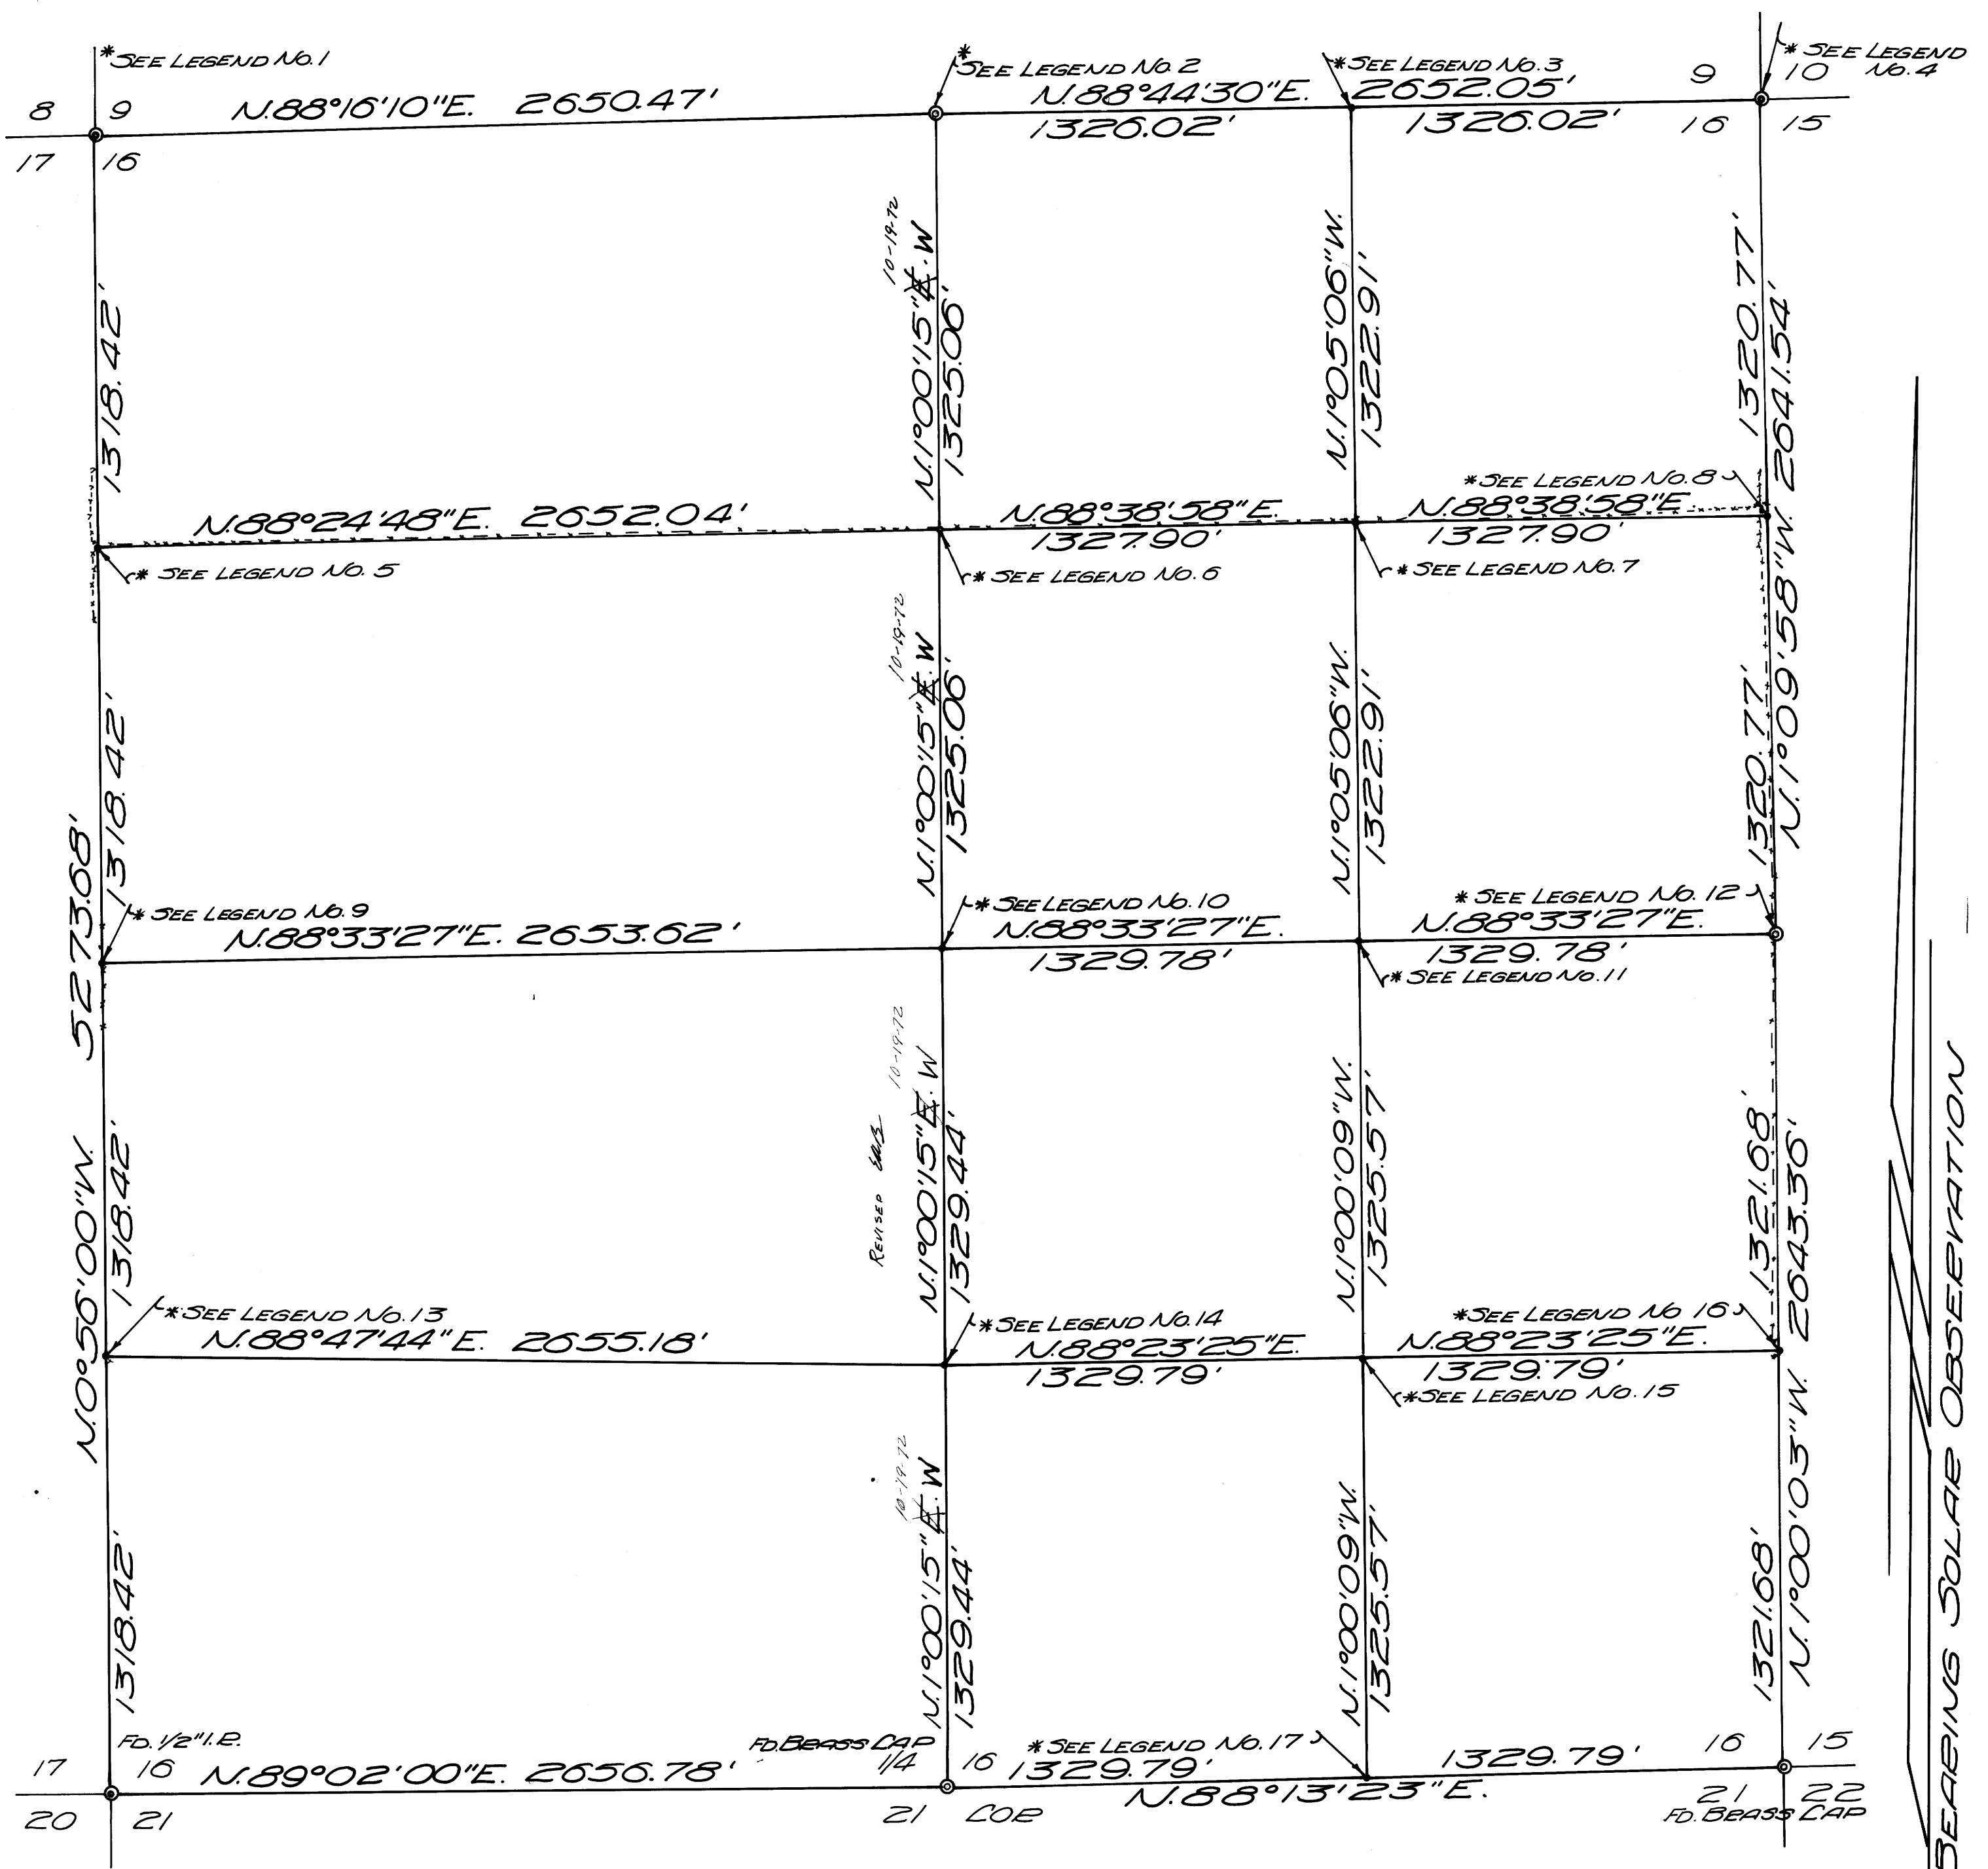 *SEE LEGEND NO. 1
*SEE LEGEND NO. 2
*SEE LEGEND NO. 3
*SEE LEGEND NO. 4
8 9
N.88°16'10"E. 2650.47'
N.88°44'30"E. 2652.05'
1326.02' 1326.02'
9 10
17 16
16 15
10-19-72
N.1°00'15"E. W
1325.06'
N.1°05'06"W.
1322.91'
1318.42'
1320.77'
N.1°09'58"W. 2641.54'
*SEE LEGEND NO. 8
N.88°24'48"E. 2652.04'
N.88°38'58"E.
1327.90'
N.88°38'58"E.
1327.90'
*SEE LEGEND NO. 5
*SEE LEGEND NO. 6
*SEE LEGEND NO. 7
10-19-72
N.1°00'15"E. W
1325.06'
N.1°05'06"W.
1322.91'
1318.42'
1320.77'
N.0°56'00"W. 5273.68'
*SEE LEGEND NO. 9
N.88°33'27"E. 2653.62'
*SEE LEGEND NO. 10
N.88°33'27"E.
1329.78'
*SEE LEGEND NO. 12
N.88°33'27"E.
1329.78'
*SEE LEGEND NO. 11
REVISED
10-19-72
N.1°00'15"E. W
1329.44'
N.1°00'09"W.
1325.57'
1318.42'
1321.68'
N.1°00'03"W. 2643.36'
*SEE LEGEND NO. 13
N.88°47'44"E. 2655.18'
*SEE LEGEND NO. 14
N.88°23'25"E.
1329.79'
*SEE LEGEND NO 16
N.88°23'25"E.
1329.79'
*SEE LEGEND NO. 15
10-19-72
N.1°00'15"E. W
1329.44'
N.1°00'09"W.
1325.57'
1318.42'
1321.68'
FD. 1/2" I.P.
FD. BRASS CAP
*SEE LEGEND NO. 17
17 16
N.89°02'00"E. 2656.78'
1/4 16
1329.79' 1329.79'
N.88°13'23"E.
16 15
20 21
21 COR
21 22
FD. BRASS CAP
BEARING SOLAR OBSERVATION